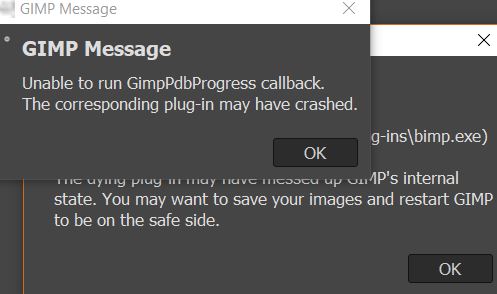 GIMP Message
GIMP Message
Unable to run GimpPdbProgress callback.
The corresponding plug-in may have crashed.
OK
g-ins\bimp.exe)
The dying plug-in may have messed up GIMP's internal
state. You may want to save your images and restart GIMP
to be on the safe side.
OK